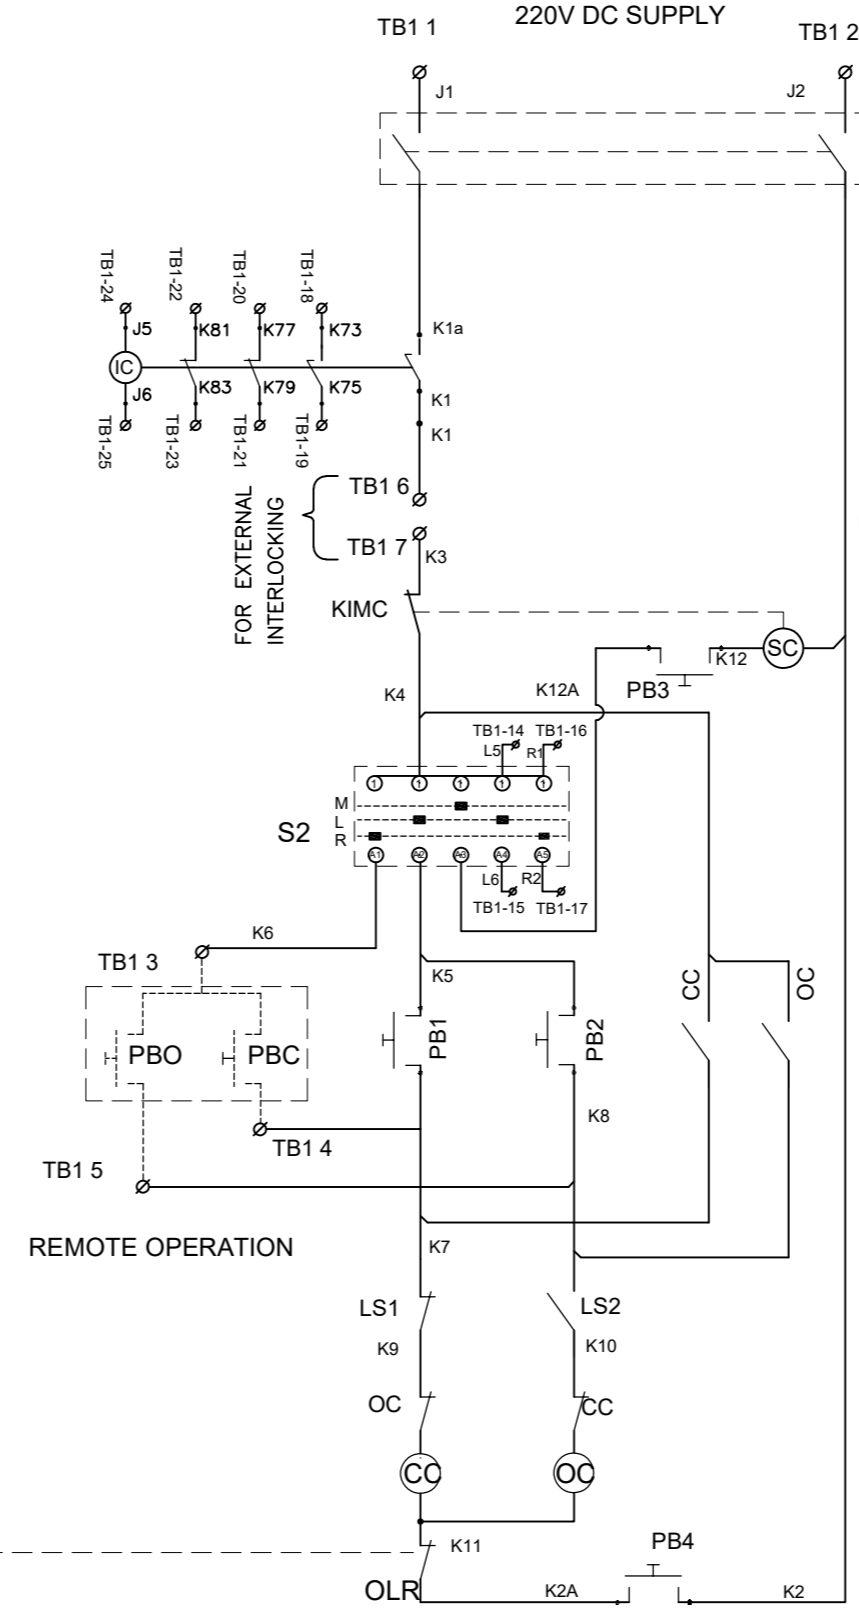 220V DC SUPPLY
TB1 1
TB1 2
J1
J2
TB1-24
TB1-22
TB1-20
TB1-18
J5
K81
K77
K73
K1a
IC
J6
K83
K79
K75
K1
K1
TB1-25
TB1-23
TB1-21
TB1-19
TB1 6
FOR EXTERNAL
INTERLOCKING
TB1 7
K3
KIMC
SC
K12
PB3
K4
K12A
TB1-14
TB1-16
L5
R1
1
1
1
1
1
M
L
R
S2
A1
A2
A3
A4
A5
L6
R2
TB1-15
TB1-17
K6
TB1 3
K5
CC
OC
PBO
PBC
PB1
PB2
K8
TB1 4
TB1 5
REMOTE OPERATION
K7
LS1
LS2
K9
K10
OC
CC
CC
OC
K11
PB4
OLR
K2A
K2